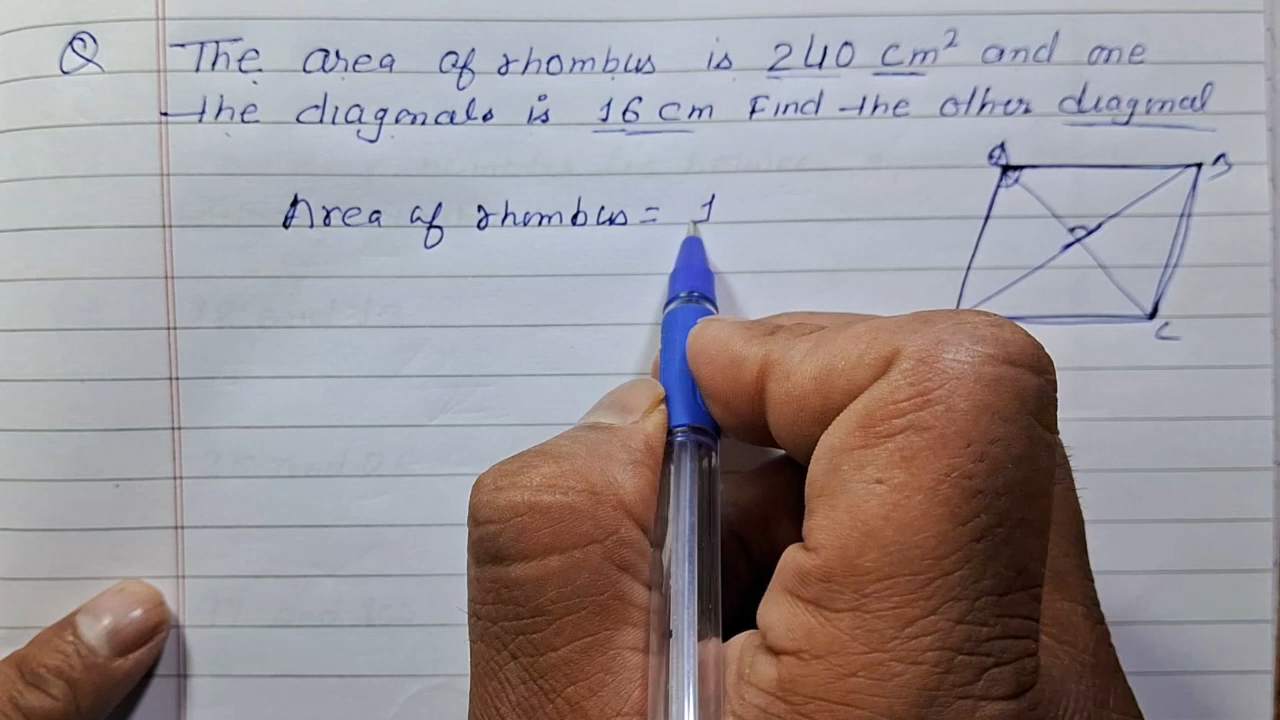 Q The area of rhombus is 240 cm² and one
the diagonals is 16 cm Find the other diagonal
Area of rhombus = 1
A
B
C